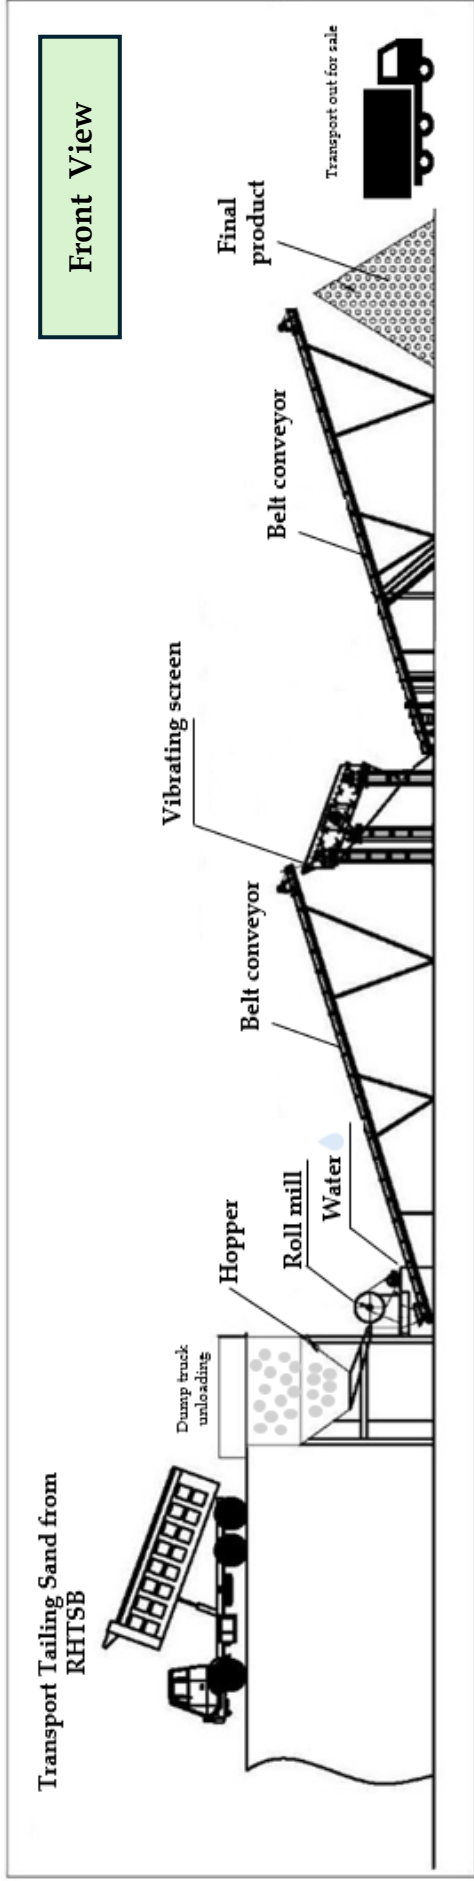 Front View
Transport Tailing Sand from
RHTSB
Dump truck
unloading
Hopper
Roll mill
Water
Belt conveyor
Vibrating screen
Belt conveyor
Final
product
Transport out for sale